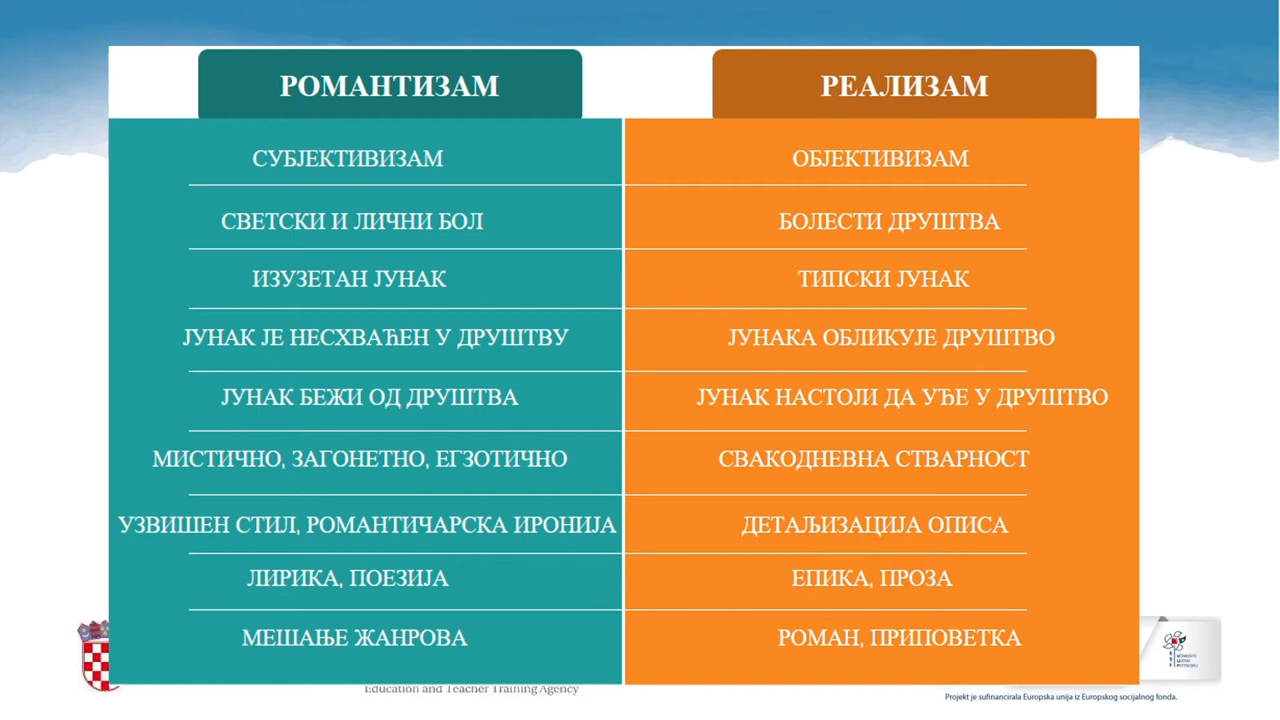 РОМАНТИЗАМ
РЕАЛИЗАМ
СУБЈЕКТИВИЗАМ
ОБЈЕКТИВИЗАМ
СВЕТСКИ И ЛИЧНИ БОЛ
БОЛЕСТИ ДРУШТВА
ИЗУЗЕТАН ЈУНАК
ТИПСКИ ЈУНАК
ЈУНАК ЈЕ НЕСХВАЋЕН У ДРУШТВУ
ЈУНАКА ОБЛИКУЈЕ ДРУШТВО
ЈУНАК БЕЖИ ОД ДРУШТВА
ЈУНАК НАСТОЈИ ДА УЂЕ У ДРУШТВО
МИСТИЧНО, ЗАГОНЕТНО, ЕГЗОТИЧНО
СВАКОДНЕВНА СТВАРНОСТ
УЗВИШЕН СТИЛ, РОМАНТИЧАРСКА ИРОНИЈА
ДЕТАЉИЗАЦИЈА ОПИСА
ЛИРИКА, ПОЕЗИЈА
ЕПИКА, ПРОЗА
МЕШАЊЕ ЖАНРОВА
РОМАН, ПРИПОВЕТКА
Education and Teacher Training Agency
Projekt je sufinancirala Europska unija iz Europskog socijalnog fonda.